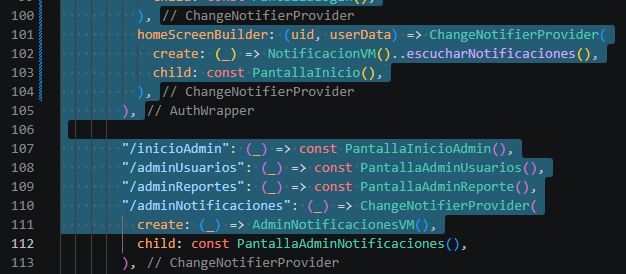 100 ), // ChangeNotifierProvider
101 homeScreenBuilder: (uid, userData) => ChangeNotifierProvider(
102 create: (_) => NotificacionVM()..escucharNotificaciones(),
103 child: const PantallaInicio(),
104 ), // ChangeNotifierProvider
105 ), // AuthWrapper
106
107 "/inicioAdmin": (_) => const PantallaInicioAdmin(),
108 "/adminUsuarios": (_) => const PantallaAdminUsuarios(),
109 "/adminReportes": (_) => const PantallaAdminReporte(),
110 "/adminNotificaciones": (_) => ChangeNotifierProvider(
111 create: (_) => AdminNotificacionesVM(),
112 child: const PantallaAdminNotificaciones(),
113 ), // ChangeNotifierProvider